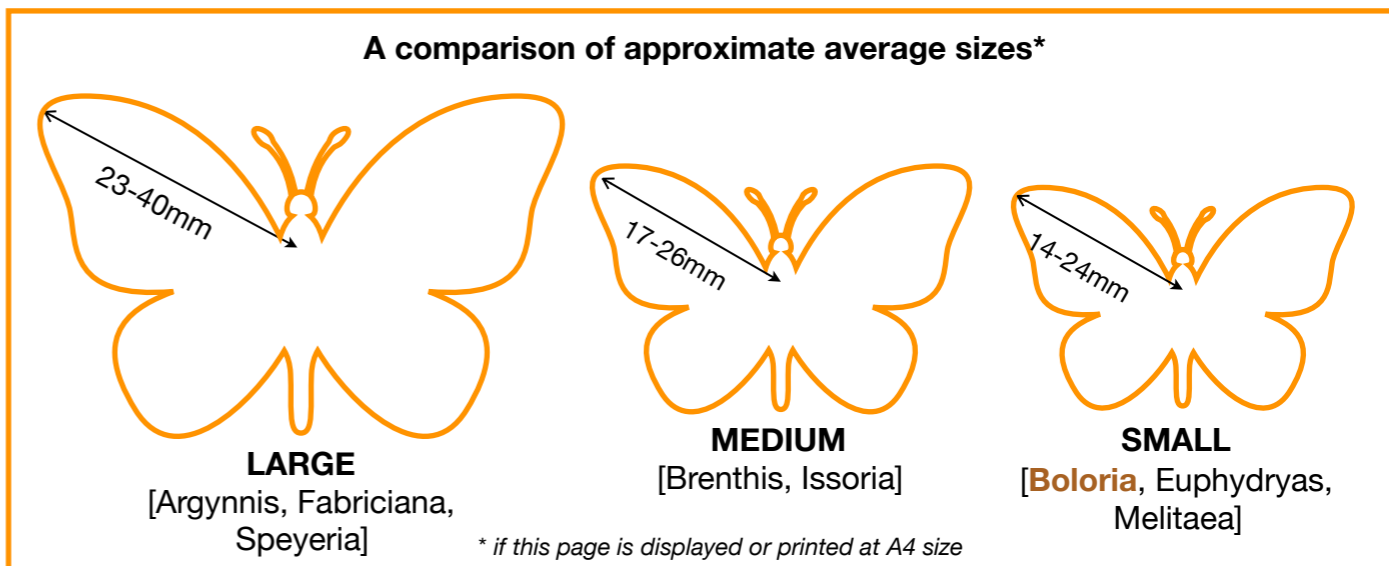 A comparison of approximate average sizes*
23-40mm
17-26mm
14-24mm
LARGE
[Argynnis, Fabriciana,
Speyeria]
MEDIUM
[Brenthis, Issoria]
SMALL
[Boloria, Euphydryas,
Melitaea]
* if this page is displayed or printed at A4 size